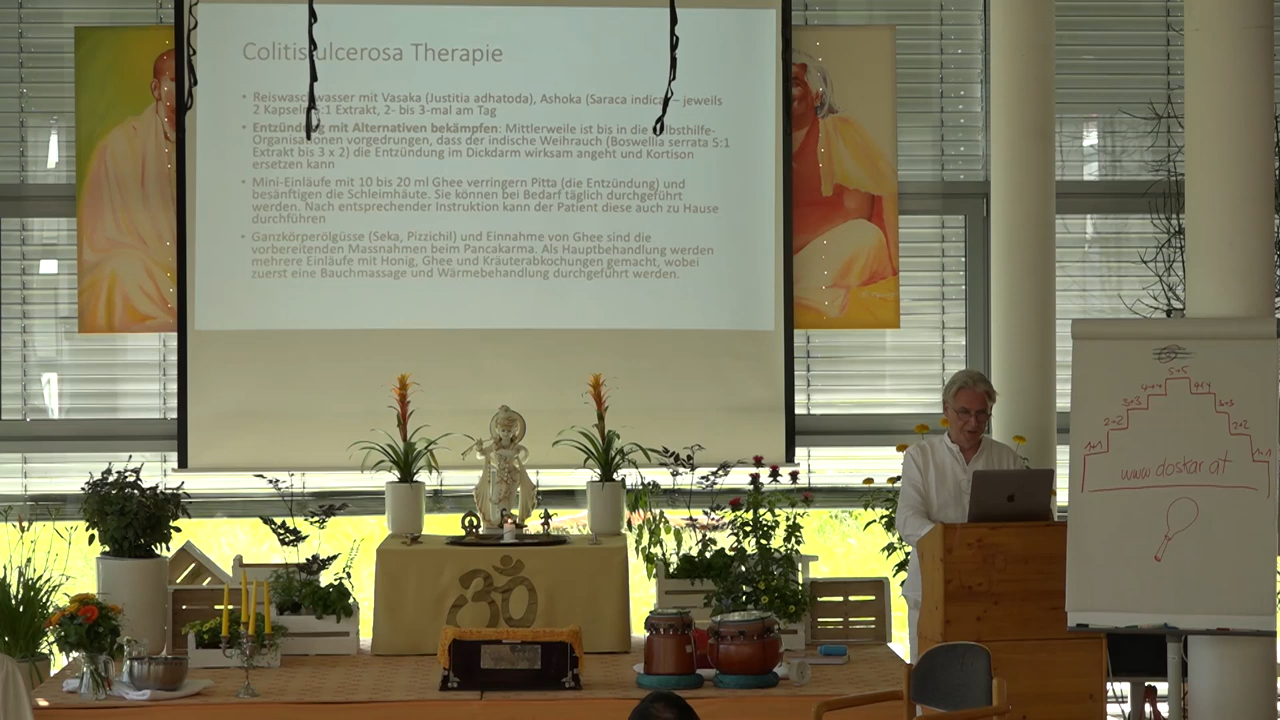 Colitis ulcerosa Therapie
• Reiswaschwasser mit Vasaka (Justitia adhatoda), Ashoka (Saraca indica) – jeweils
2 Kapseln 5:1 Extrakt, 2- bis 3-mal am Tag
• Entzündung mit Alternativen bekämpfen: Mittlerweile ist bis in die Selbsthilfe-
Organisationen vorgedrungen, dass der indische Weihrauch (Boswellia serrata 5:1
Extrakt bis 3 x 2) die Entzündung im Dickdarm wirksam angeht und Kortison
ersetzen kann
• Mini-Einläufe mit 10 bis 20 ml Ghee verringern Pitta (die Entzündung) und
besänftigen die Schleimhäute. Sie können bei Bedarf täglich durchgeführt
werden. Nach entsprechender Instruktion kann der Patient diese auch zu Hause
durchführen
• Ganzkörperölgüsse (Seka, Pizzichil) und Einnahme von Ghee sind die
vorbereitenden Massnahmen beim Pancakarma. Als Hauptbehandlung werden
mehrere Einläufe mit Honig, Ghee und Kräuterabkochungen gemacht, wobei
zuerst eine Bauchmassage und Wärmebehandlung durchgeführt werden.
5+5
4+4 4+4
3+3 3+3
2+2 2+2
1+1 1+1
www.doskar.at
ॐ